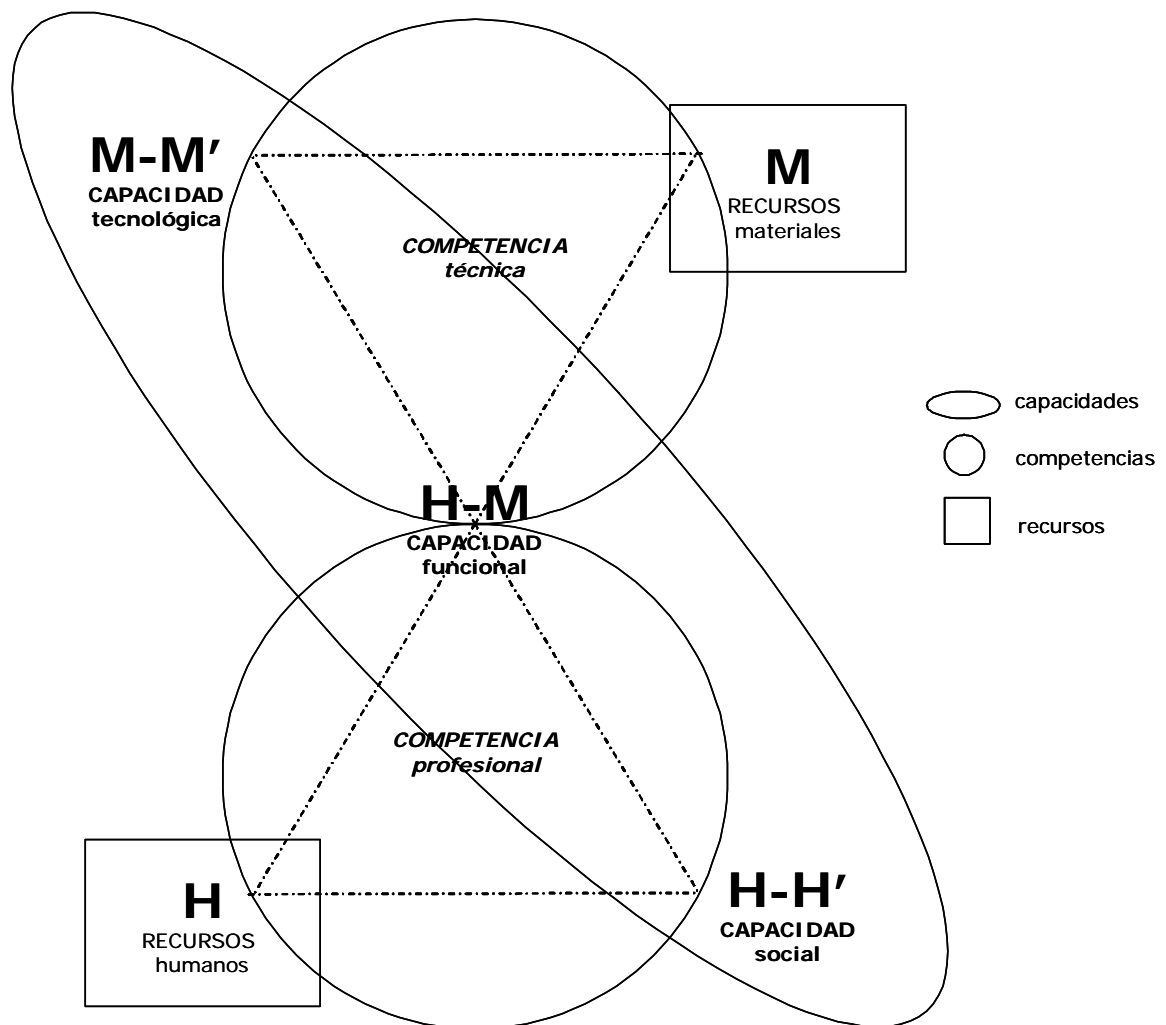 M-M'
CAPACIDAD
tecnológica
M
RECURSOS
materiales
COMPETENCIA
técnica
capacidades
competencias
recursos
H-M
CAPACIDAD
funcional
COMPETENCIA
profesional
H
RECURSOS
humanos
H-H'
CAPACIDAD
social